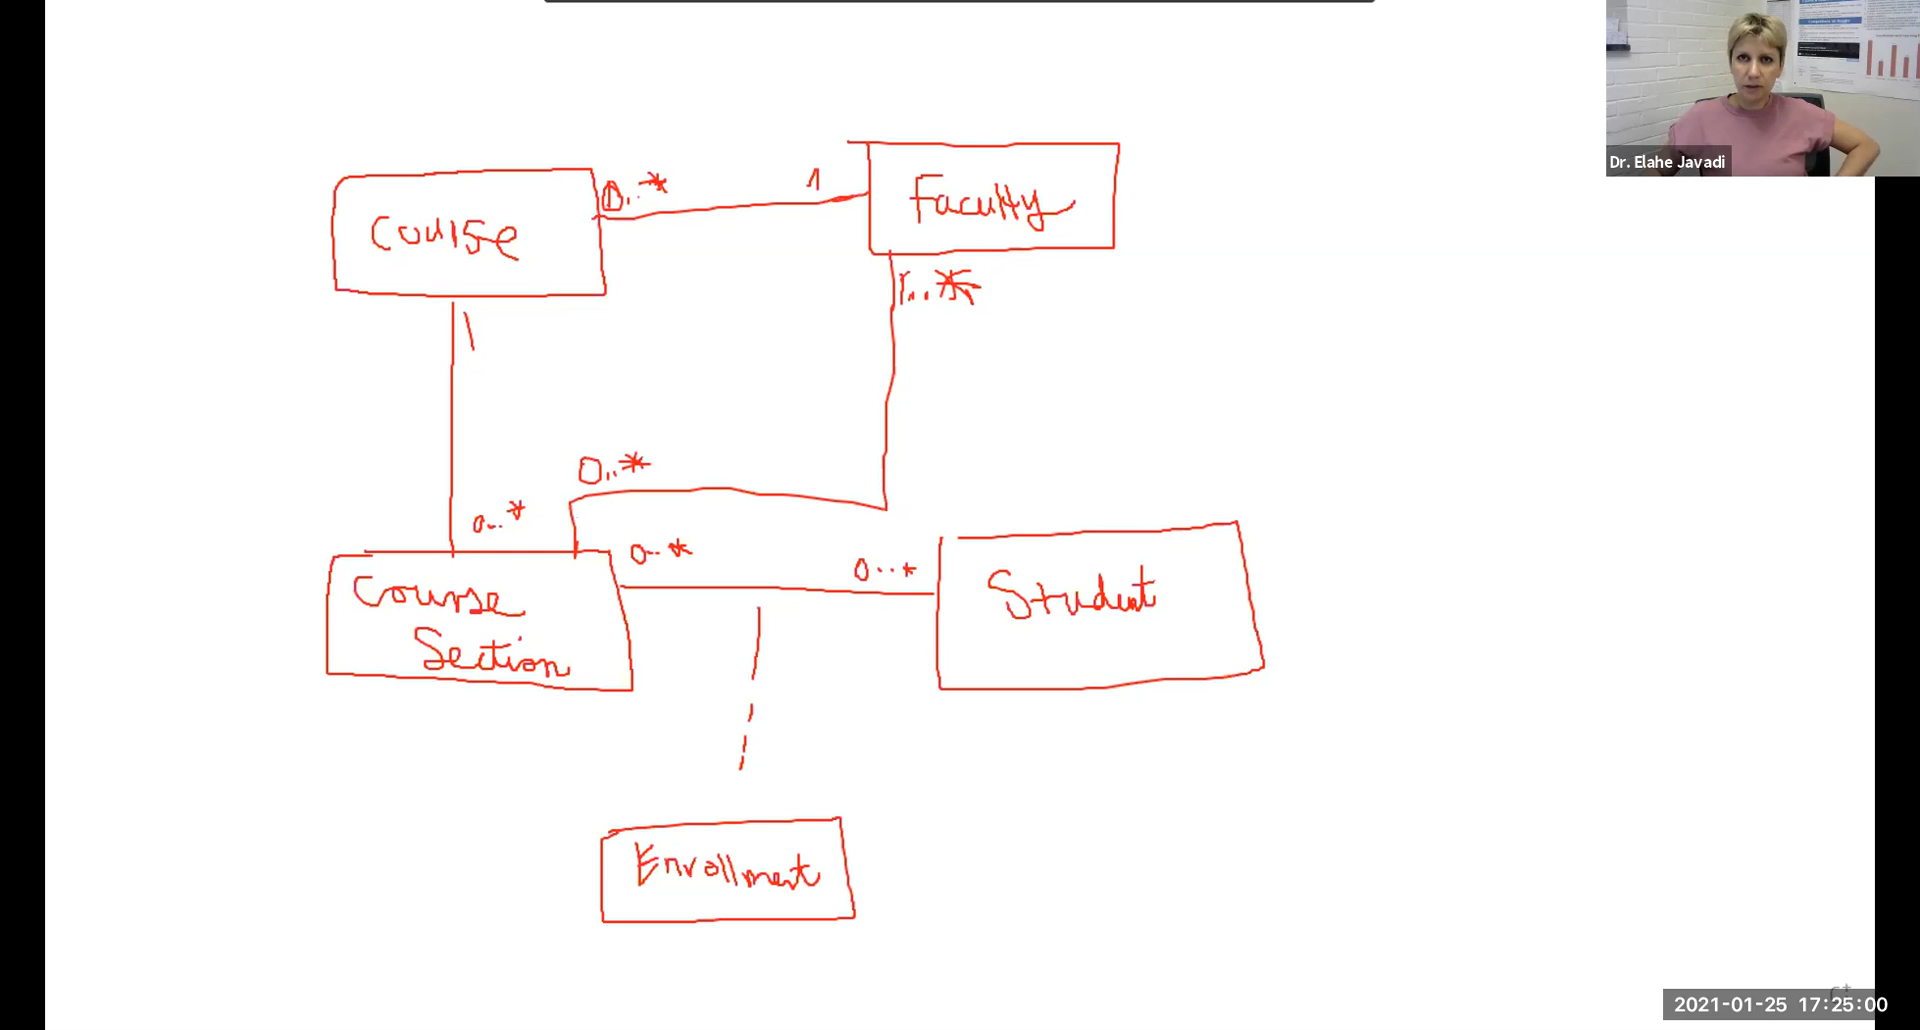 Course
0..*
1
Faculty
1..*
1
0..*
0..*
0..*
0..*
Course
Section
Student
Enrollment
Dr. Elahe Javadi
2021-01-25 17:25:00